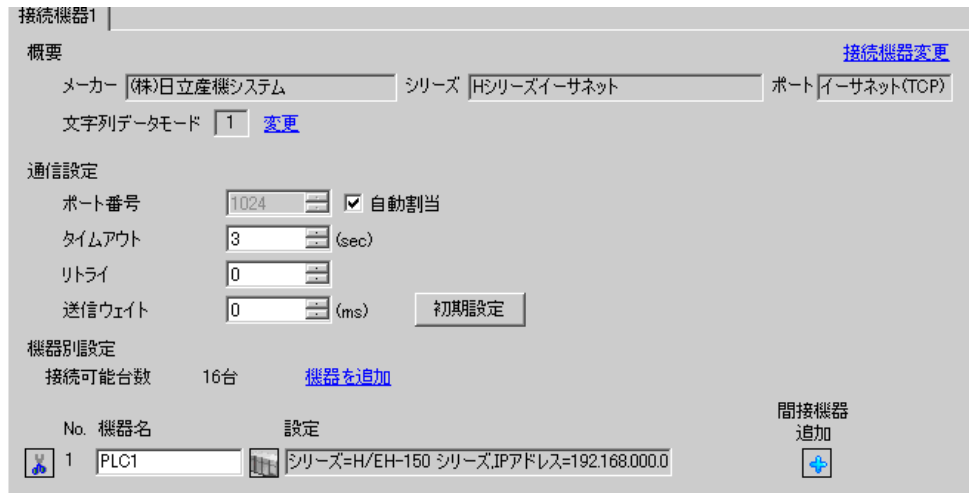 接続機器1
概要 接続機器変更
メーカー (株)日立産機システム シリーズ Hシリーズイーサネット ポート イーサネット(TCP)
文字列データモード 1 変更
通信設定
ポート番号 1024 自動割当
タイムアウト 3 (sec)
リトライ 0
送信ウェイト 0 (ms) 初期設定
機器別設定
接続可能台数 16台 機器を追加
間接機器
No. 機器名 設定 追加
1 PLC1 シリーズ=H/EH-150 シリーズ,IPアドレス=192.168.000.0